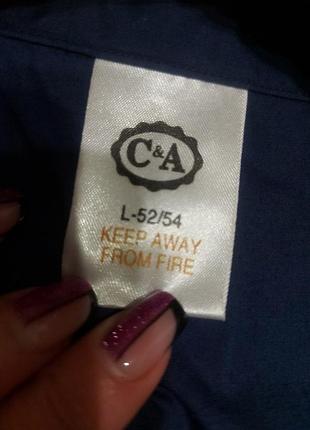 C&A
L-52/54
KEEP AWAY
FROM FIRE